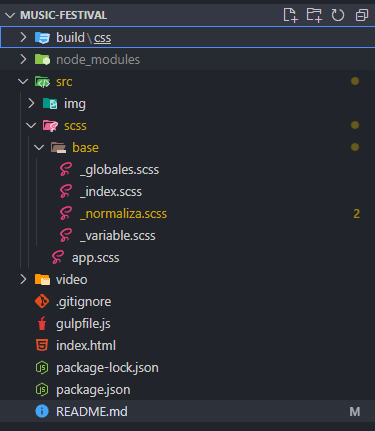 MUSIC-FESTIVAL
build\css
node_modules
src
img
scss
base
_globales.scss
_index.scss
_normaliza.scss 2
_variable.scss
app.scss
video
.gitignore
gulpfile.js
index.html
package-lock.json
package.json
README.md M